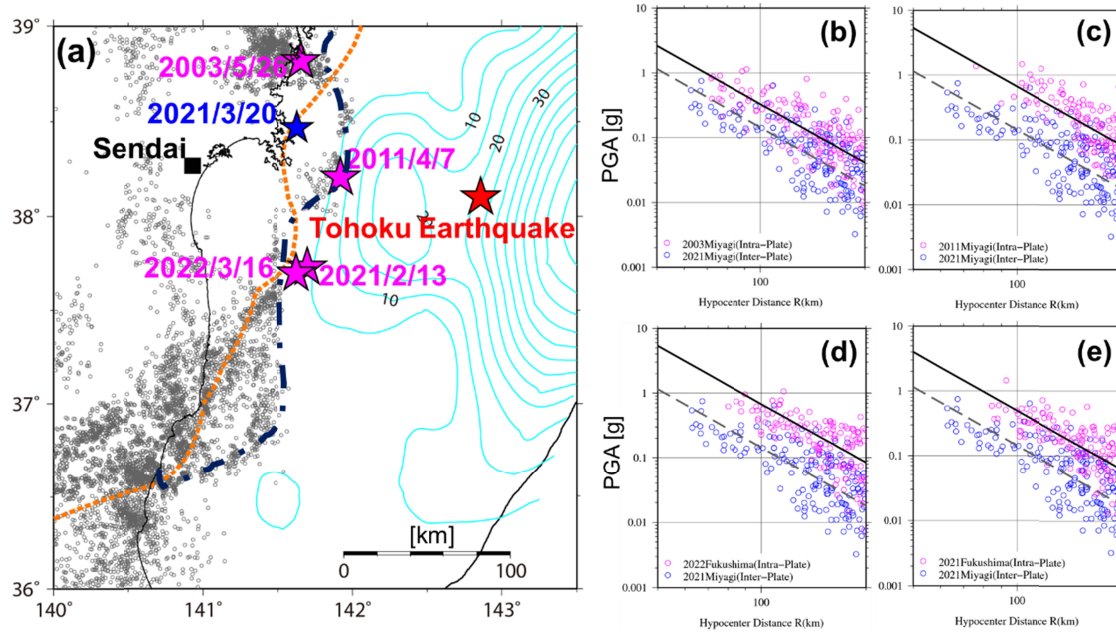 (a)
2003/5/26
2021/3/20
Sendai
2011/4/7
Tohoku Earthquake
2022/3/16
2021/2/13
10
20
30
10
[km]
0
100
39°
38°
37°
36°
140°
141°
142°
143°
(b)
PGA [g]
10
1
0.1
0.01
0.001
2003Miyagi(Intra-Plate)
2021Miyagi(Inter-Plate)
100
Hypocenter Distance R(km)
(c)
10
1
0.1
0.01
0.001
2011Miyagi(Intra-Plate)
2021Miyagi(Inter-Plate)
100
Hypocenter Distance R(km)
(d)
PGA [g]
10
1
0.1
0.01
0.001
2022Fukushima(Intra-Plate)
2021Miyagi(Inter-Plate)
100
Hypocenter Distance R(km)
(e)
10
1
0.1
0.01
0.001
2021Fukushima(Intra-Plate)
2021Miyagi(Inter-Plate)
100
Hypocenter Distance R(km)